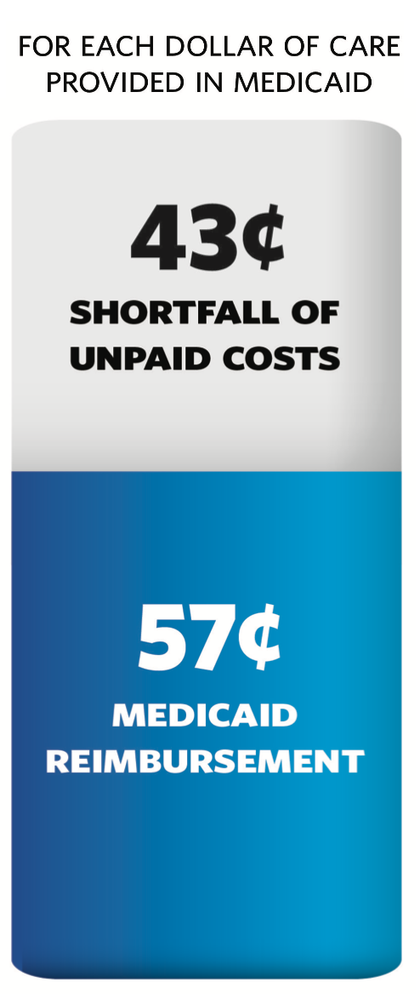 FOR EACH DOLLAR OF CARE
PROVIDED IN MEDICAID
43¢
SHORTFALL OF
UNPAID COSTS
57¢
MEDICAID
REIMBURSEMENT